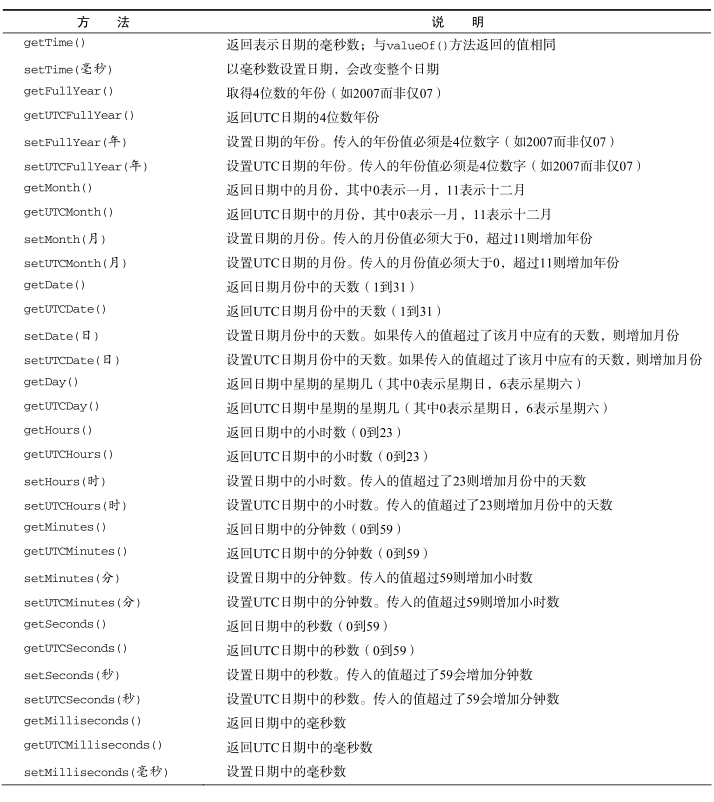 方 法 说 明
getTime() 返回表示日期的毫秒数；与valueOf()方法返回的值相同
setTime(毫秒) 以毫秒数设置日期，会改变整个日期
getFullYear() 取得4位数的年份（如2007而非仅07）
getUTCFullYear() 返回UTC日期的4位数年份
setFullYear(年) 设置日期的年份。传入的年份值必须是4位数字（如2007而非仅07）
setUTCFullYear(年) 设置UTC日期的年份。传入的年份值必须是4位数字（如2007而非仅07）
getMonth() 返回日期中的月份，其中0表示一月，11表示十二月
getUTCMonth() 返回UTC日期中的月份，其中0表示一月，11表示十二月
setMonth(月) 设置日期的月份。传入的月份值必须大于0，超过11则增加年份
setUTCMonth(月) 设置UTC日期的月份。传入的月份值必须大于0，超过11则增加年份
getDate() 返回日期月份中的天数（1到31）
getUTCDate() 返回UTC日期月份中的天数（1到31）
setDate(日) 设置日期月份中的天数。如果传入的值超过了该月中应有的天数，则增加月份
setUTCDate(日) 设置UTC日期月份中的天数。如果传入的值超过了该月中应有的天数，则增加月份
getDay() 返回日期中星期的星期几（其中0表示星期日，6表示星期六）
getUTCDay() 返回UTC日期中星期的星期几（其中0表示星期日，6表示星期六）
getHours() 返回日期中的小时数（0到23）
getUTCHours() 返回UTC日期中的小时数（0到23）
setHours(时) 设置日期中的小时数。传入的值超过了23则增加月份中的天数
setUTCHours(时) 设置UTC日期中的小时数。传入的值超过了23则增加月份中的天数
getMinutes() 返回日期中的分钟数（0到59）
getUTCMinutes() 返回UTC日期中的分钟数（0到59）
setMinutes(分) 设置日期中的分钟数。传入的值超过59则增加小时数
setUTCMinutes(分) 设置UTC日期中的分钟数。传入的值超过59则增加小时数
getSeconds() 返回日期中的秒数（0到59）
getUTCSeconds() 返回UTC日期中的秒数（0到59）
setSeconds(秒) 设置日期中的秒数。传入的值超过了59会增加分钟数
setUTCSeconds(秒) 设置UTC日期中的秒数。传入的值超过了59会增加分钟数
getMilliseconds() 返回日期中的毫秒数
getUTCMilliseconds() 返回UTC日期中的毫秒数
setMilliseconds(毫秒) 设置日期中的毫秒数